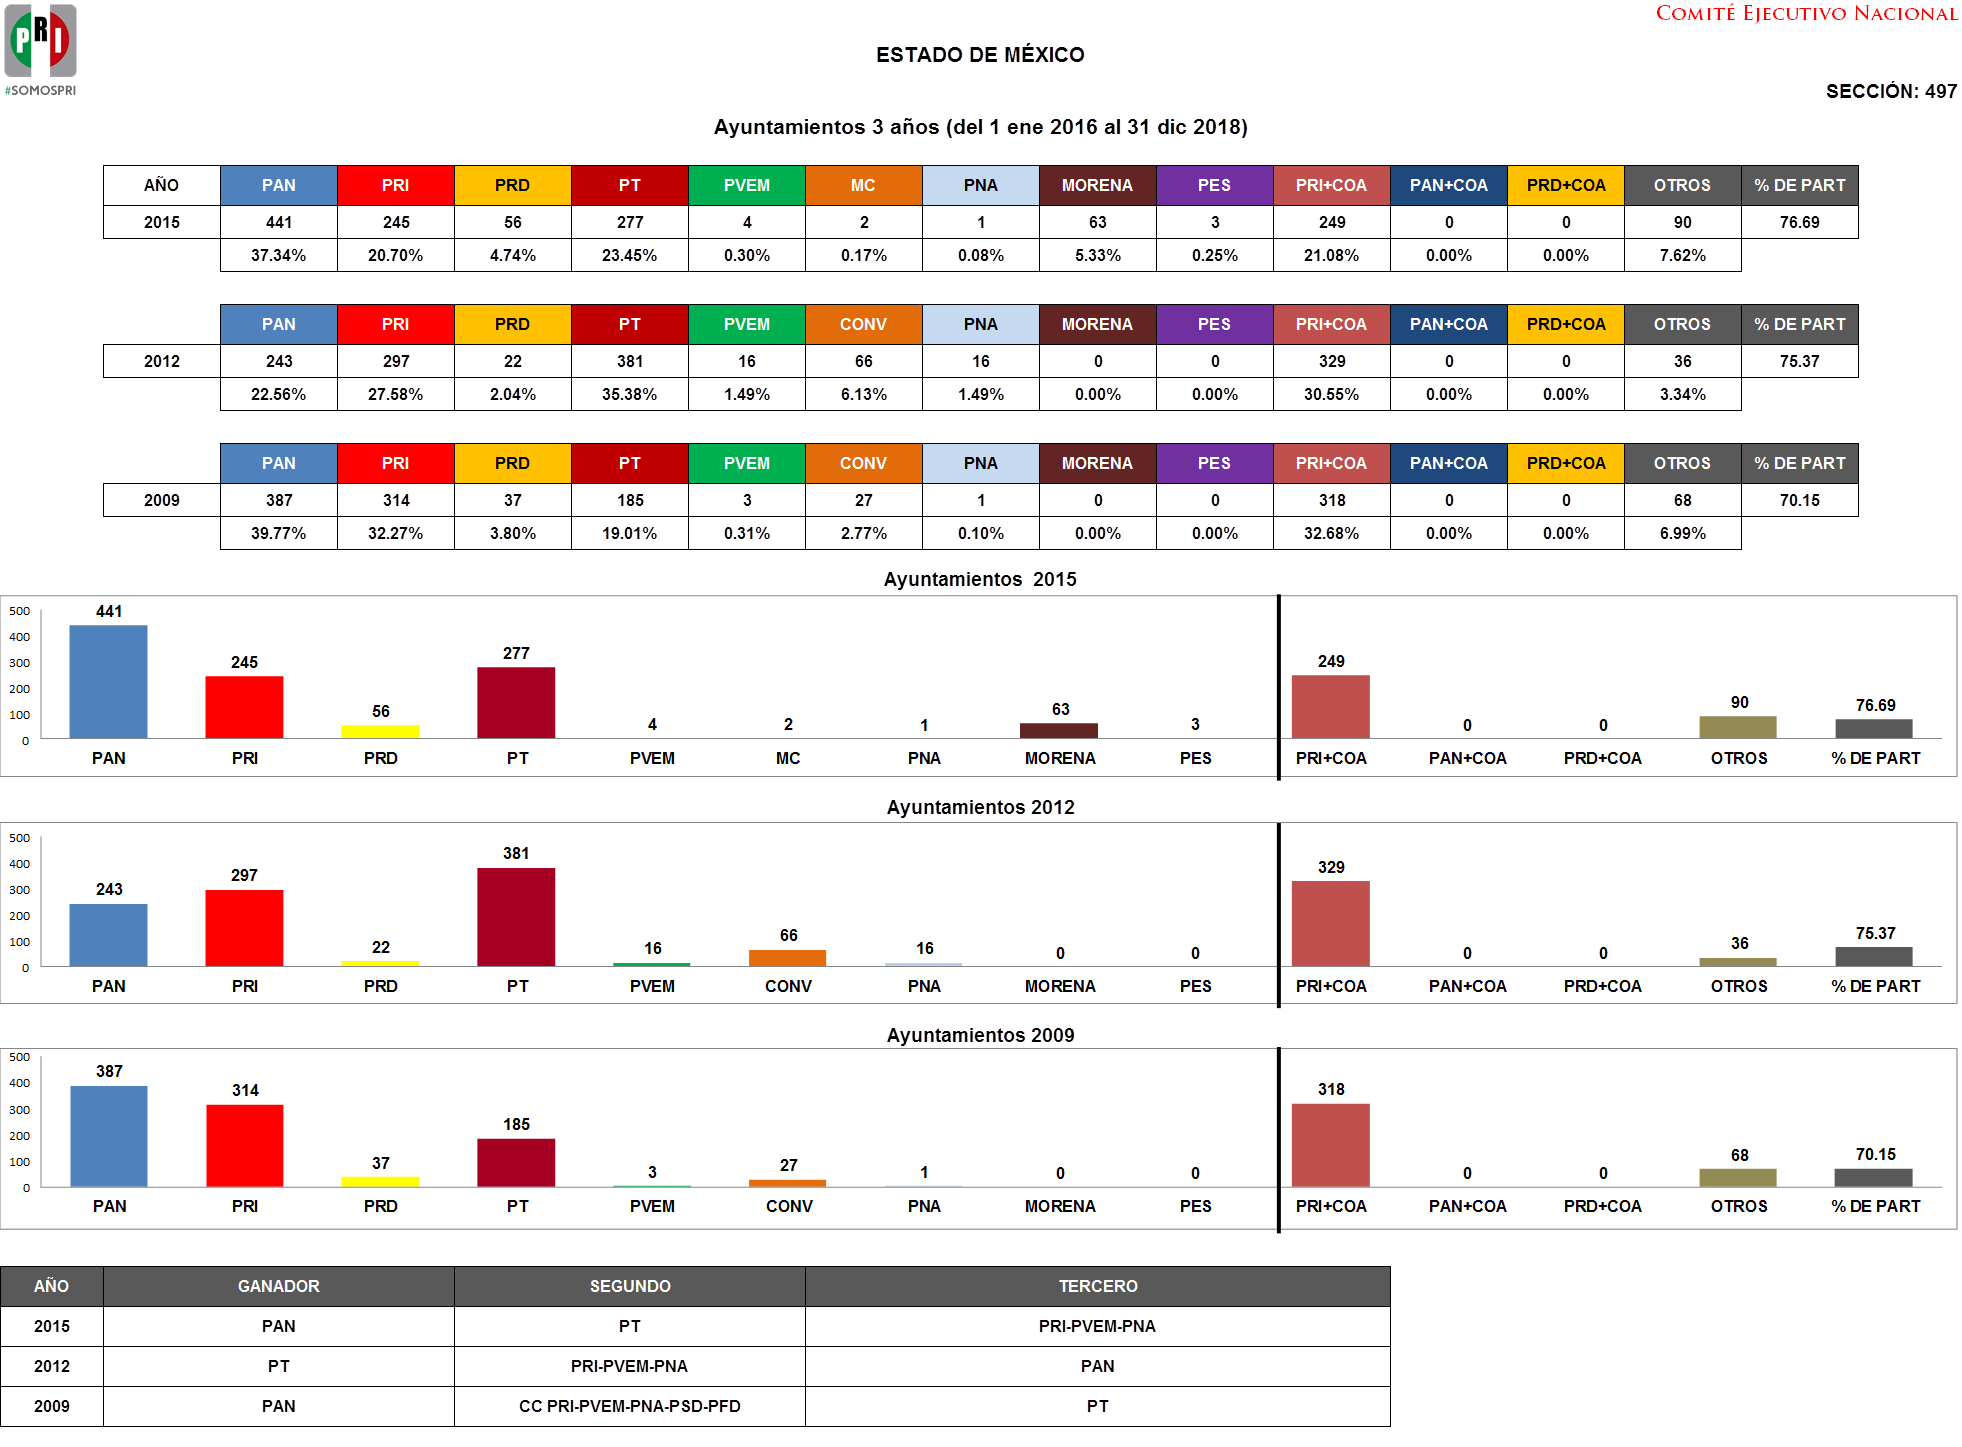 PRI
#SOMOSPRI
COMITÉ EJECUTIVO NACIONAL
ESTADO DE MÉXICO
SECCIÓN: 497
Ayuntamientos 3 años (del 1 ene 2016 al 31 dic 2018)
AÑO PAN PRI PRD PT PVEM MC PNA MORENA PES PRI+COA PAN+COA PRD+COA OTROS % DE PART
2015 441 245 56 277 4 2 1 63 3 249 0 0 90 76.69
37.34% 20.70% 4.74% 23.45% 0.30% 0.17% 0.08% 5.33% 0.25% 21.08% 0.00% 0.00% 7.62%
PAN PRI PRD PT PVEM CONV PNA MORENA PES PRI+COA PAN+COA PRD+COA OTROS % DE PART
2012 243 297 22 381 16 66 16 0 0 329 0 0 36 75.37
22.56% 27.58% 2.04% 35.38% 1.49% 6.13% 1.49% 0.00% 0.00% 30.55% 0.00% 0.00% 3.34%
PAN PRI PRD PT PVEM CONV PNA MORENA PES PRI+COA PAN+COA PRD+COA OTROS % DE PART
2009 387 314 37 185 3 27 1 0 0 318 0 0 68 70.15
39.77% 32.27% 3.80% 19.01% 0.31% 2.77% 0.10% 0.00% 0.00% 32.68% 0.00% 0.00% 6.99%
Ayuntamientos 2015
500
400
300
200
100
0
441 245 56 277 4 2 1 63 3 249 0 0 90 76.69
PAN PRI PRD PT PVEM MC PNA MORENA PES PRI+COA PAN+COA PRD+COA OTROS % DE PART
Ayuntamientos 2012
500
400
300
200
100
0
243 297 22 381 16 66 16 0 0 329 0 0 36 75.37
PAN PRI PRD PT PVEM CONV PNA MORENA PES PRI+COA PAN+COA PRD+COA OTROS % DE PART
Ayuntamientos 2009
500
400
300
200
100
0
387 314 37 185 3 27 1 0 0 318 0 0 68 70.15
PAN PRI PRD PT PVEM CONV PNA MORENA PES PRI+COA PAN+COA PRD+COA OTROS % DE PART
AÑO GANADOR SEGUNDO TERCERO
2015 PAN PT PRI-PVEM-PNA
2012 PT PRI-PVEM-PNA PAN
2009 PAN CC PRI-PVEM-PNA-PSD-PFD PT